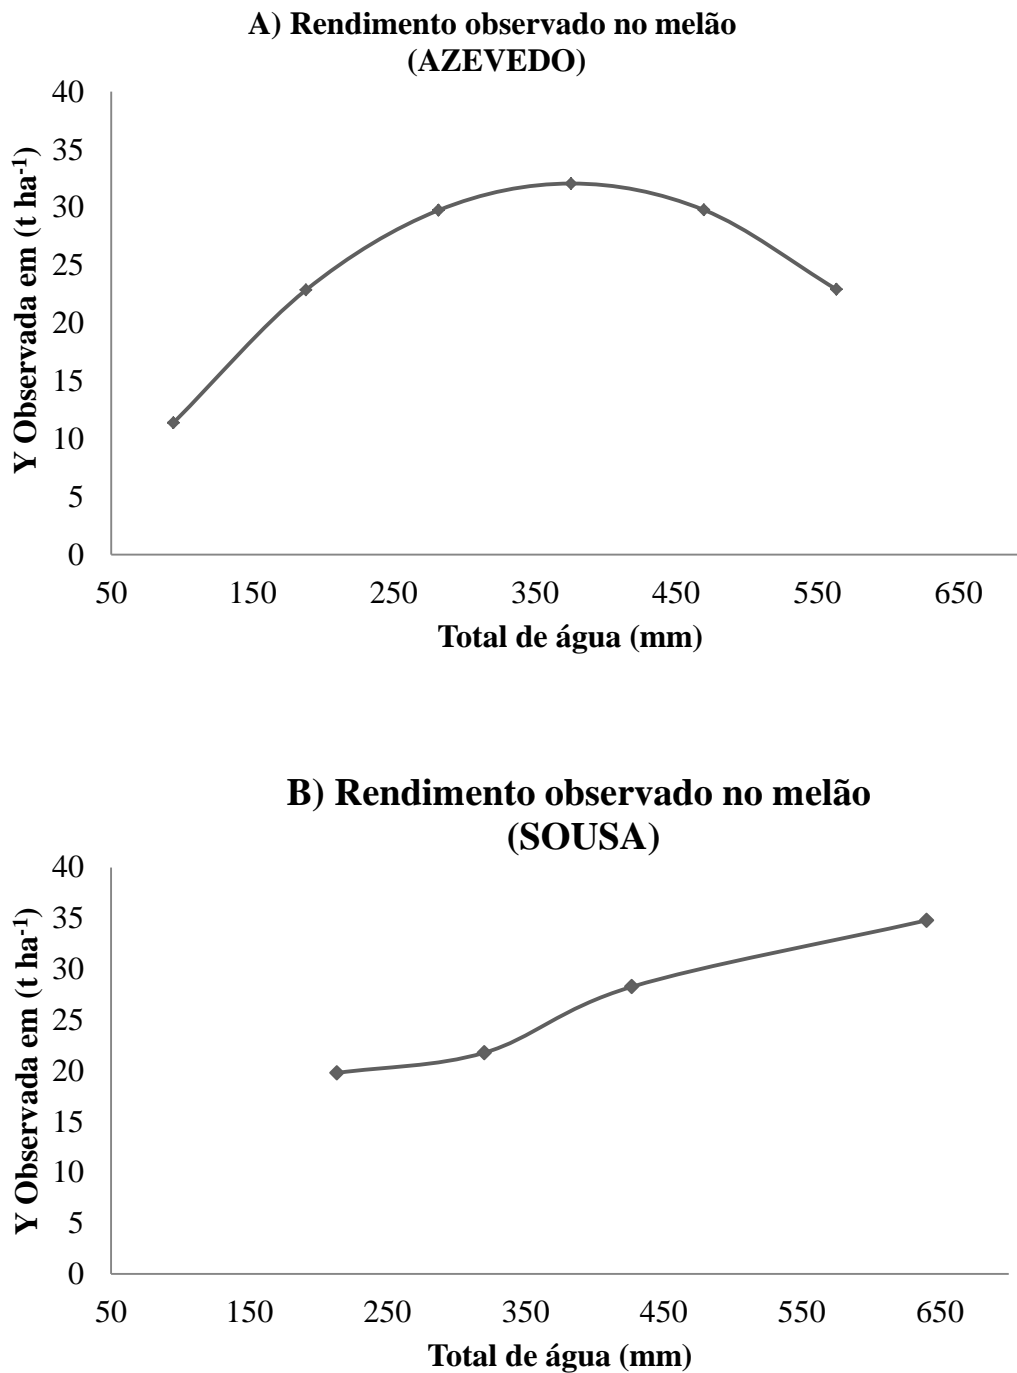 A) Rendimento observado no melão
(AZEVEDO)
40
35
30
25
20
15
10
5
0
Y Observada em (t ha⁻¹)
50 150 250 350 450 550 650
Total de água (mm)
B) Rendimento observado no melão
(SOUSA)
40
35
30
25
20
15
10
5
0
Y Observada em (t ha⁻¹)
50 150 250 350 450 550 650
Total de água (mm)